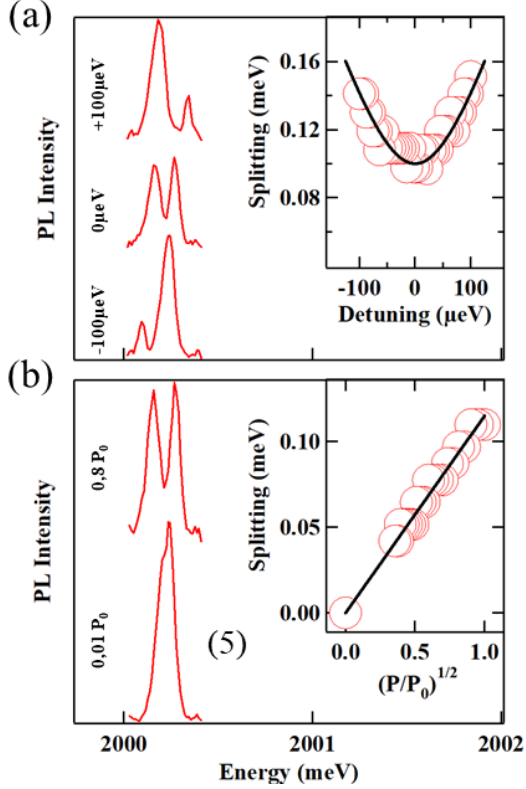 (a)
PL Intensity
+100μeV
0μeV
-100μeV
Splitting (meV)
0.16
0.12
0.08
-100 0 100
Detuning (μeV)
(b)
PL Intensity
0,8 P0
0,01 P0
(5)
Splitting (meV)
0.10
0.05
0.00
0.0 0.5 1.0
(P/P0)1/2
2000 2001 2002
Energy (meV)